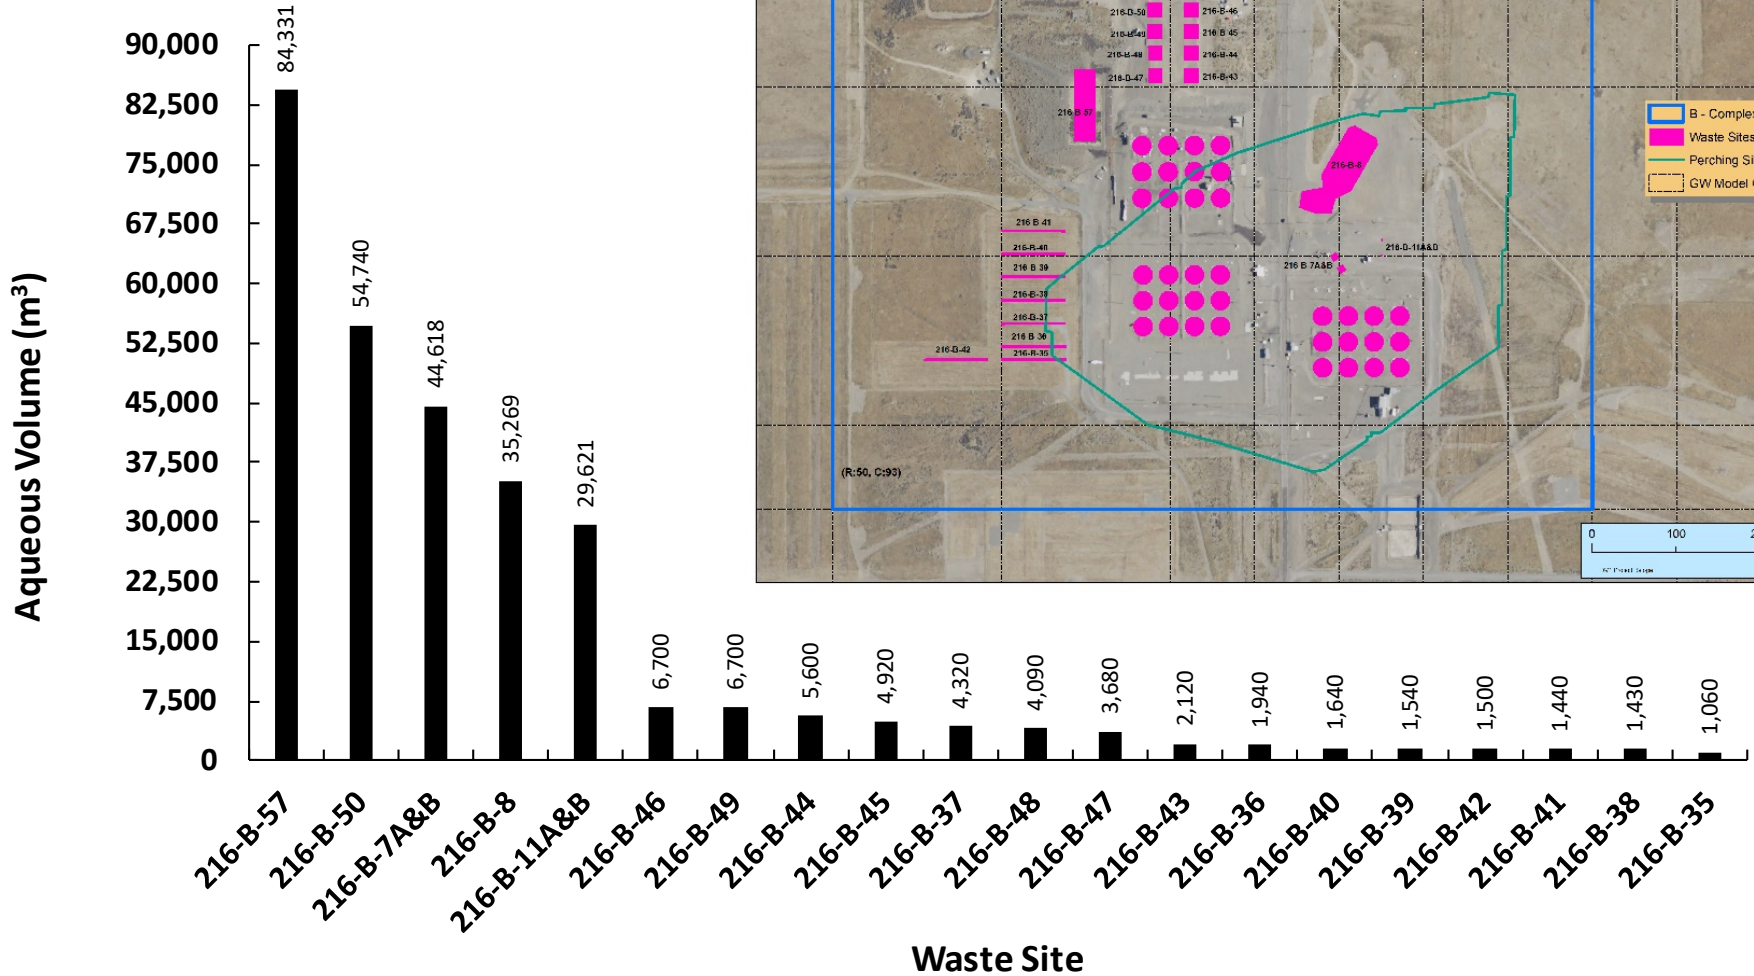 Aqueous Volume (m³)
90,000
82,500
75,000
67,500
60,000
52,500
45,000
37,500
30,000
22,500
15,000
7,500
0
84,331
54,740
44,618
35,269
29,621
6,700
6,700
5,600
4,920
4,320
4,090
3,680
2,120
1,940
1,640
1,540
1,500
1,440
1,430
1,060
216-B-57
216-B-50
216-B-7A&B
216-B-8
216-B-11A&B
216-B-46
216-B-49
216-B-44
216-B-45
216-B-37
216-B-48
216-B-47
216-B-43
216-B-36
216-B-40
216-B-39
216-B-42
216-B-41
216-B-38
216-B-35
Waste Site
216-B-50
216-B-46
216-B-49
216-B-45
216-B-48
216-B-44
216-B-47
216-B-43
216-B-57
216-B-8
216-B-41
216-B-40
216-B-39
216-B-38
216-B-37
216-B-36
216-B-35
216-B-42
216-B-11A&B
216-B-7A&B
(R:50, C:93)
B - Comple
Waste Sites
Perching Si
GW Model
0
100
2